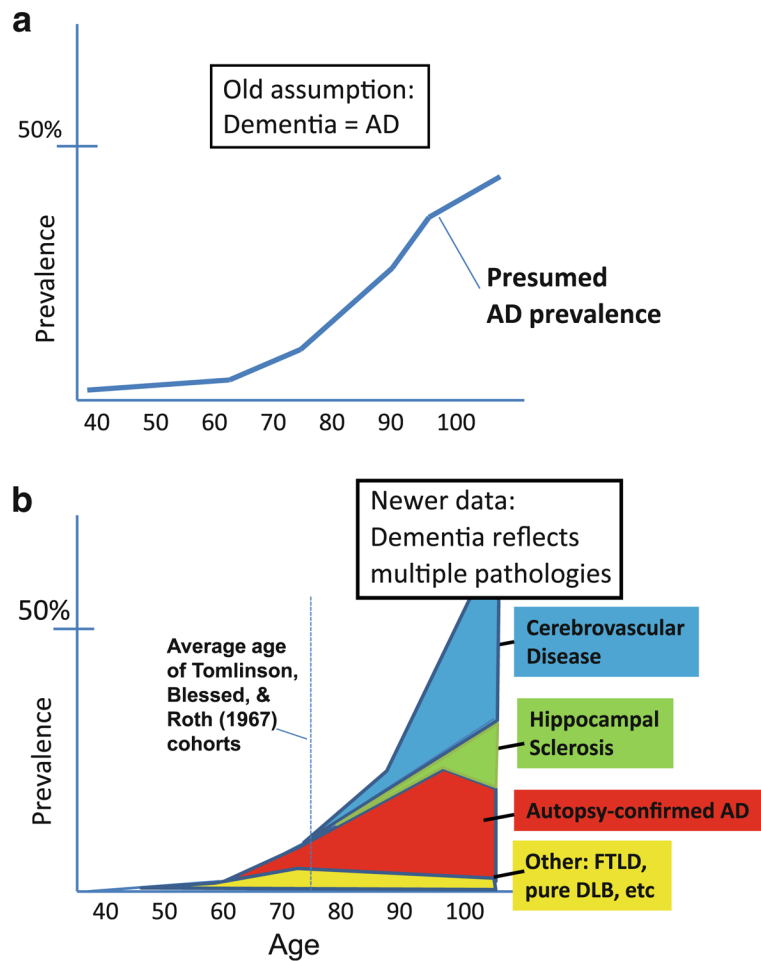 a
Old assumption:
Dementia = AD
50%
Prevalence
Presumed
AD prevalence
40 50 60 70 80 90 100
b
Newer data:
Dementia reflects
multiple pathologies
50%
Average age
of Tomlinson,
Blessed, &
Roth (1967)
cohorts
Cerebrovascular
Disease
Hippocampal
Sclerosis
Prevalence
Autopsy-confirmed AD
Other: FTLD,
pure DLB, etc
40 50 60 70 80 90 100
Age